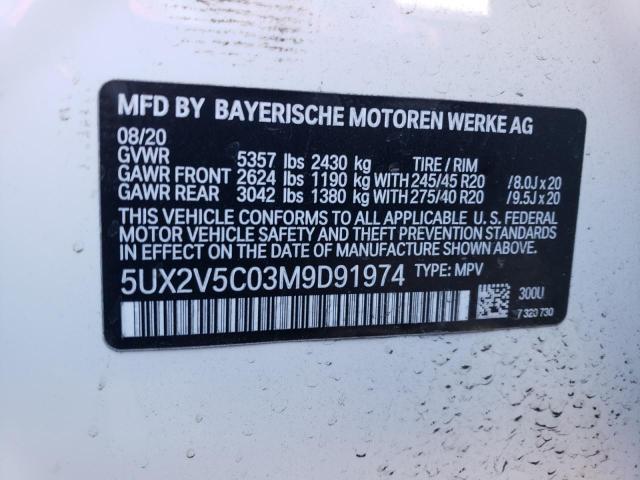 MFD BY BAYERISCHE MOTOREN WERKE AG
08/20
GVWR 5357 lbs 2430 kg TIRE / RIM
GAWR FRONT 2624 lbs 1190 kg WITH 245/45 R20 /8.0J x 20
GAWR REAR 3042 lbs 1380 kg WITH 275/40 R20 /9.5J x 20
THIS VEHICLE CONFORMS TO ALL APPLICABLE U. S. FEDERAL
MOTOR VEHICLE SAFETY AND THEFT PREVENTION STANDARDS
IN EFFECT ON THE DATE OF MANUFACTURE SHOWN ABOVE.
5UX2V5C03M9D91974 TYPE: MPV
300U
7 320 730